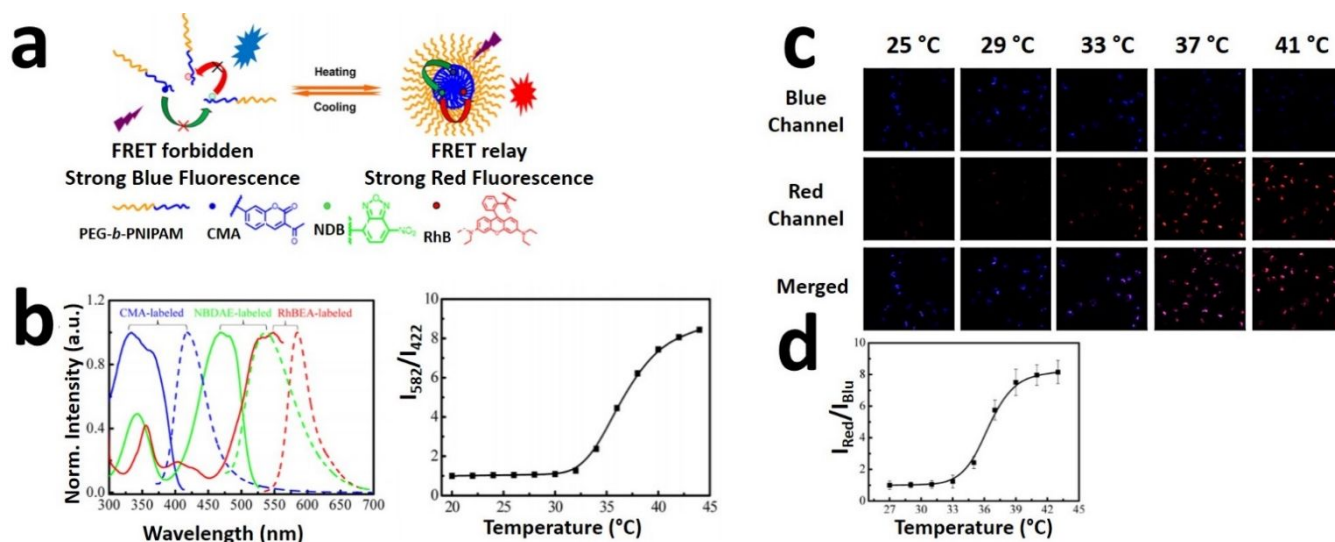 a
Heating
Cooling
FRET forbidden
Strong Blue Fluorescence
FRET relay
Strong Red Fluorescence
PEG-b-PNIPAM
CMA
NDB
RhB
NO2
b
CMA-labeled
NBDAE-labeled
RhBEA-labeled
Norm. Intensity (a.u.)
1.2
0.8
0.4
0.0
300 350 400 450 500 550 600 650 700
Wavelength (nm)
I582/I422
10
8
6
4
2
0
20 25 30 35 40 45
Temperature (°C)
c
25 °C 29 °C 33 °C 37 °C 41 °C
Blue
Channel
Red
Channel
Merged
d
IRed/IBlu
10
8
6
4
2
0
27 30 33 36 39 42 45
Temperature (°C)